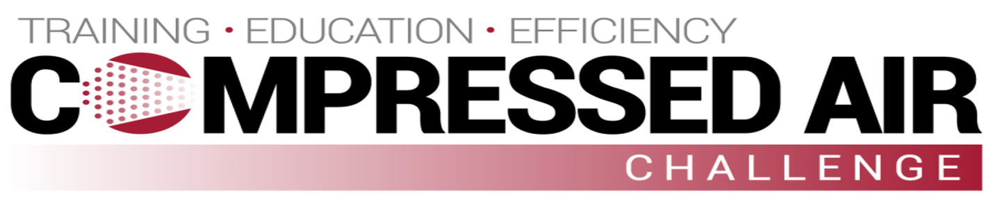 TRAINING • EDUCATION • EFFICIENCY
COMPRESSED AIR
CHALLENGE